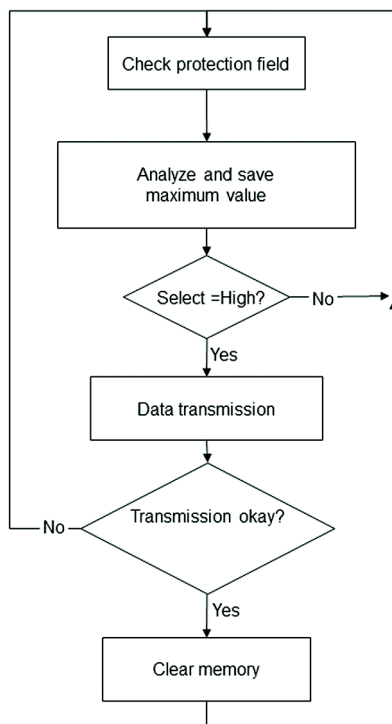 Check protection field
Analyze and save
maximum value
Select =High?
No
Yes
Data transmission
Transmission okay?
No
Yes
Clear memory